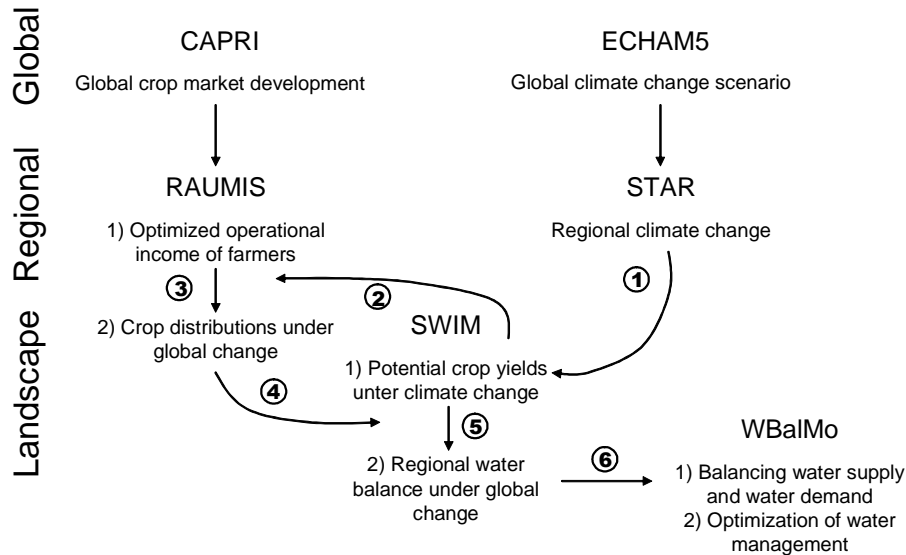 Global
CAPRI
ECHAM5
Global crop market development
Global climate change scenario
Regional
RAUMIS
STAR
1) Optimized operational
income of farmers
Regional climate change
1
2
3
SWIM
Landscape
2) Crop distributions under
global change
1) Potential crop yields
unter climate change
4
5
WBalMo
2) Regional water
balance under global
change
6
1) Balancing water supply
and water demand
2) Optimization of water
management